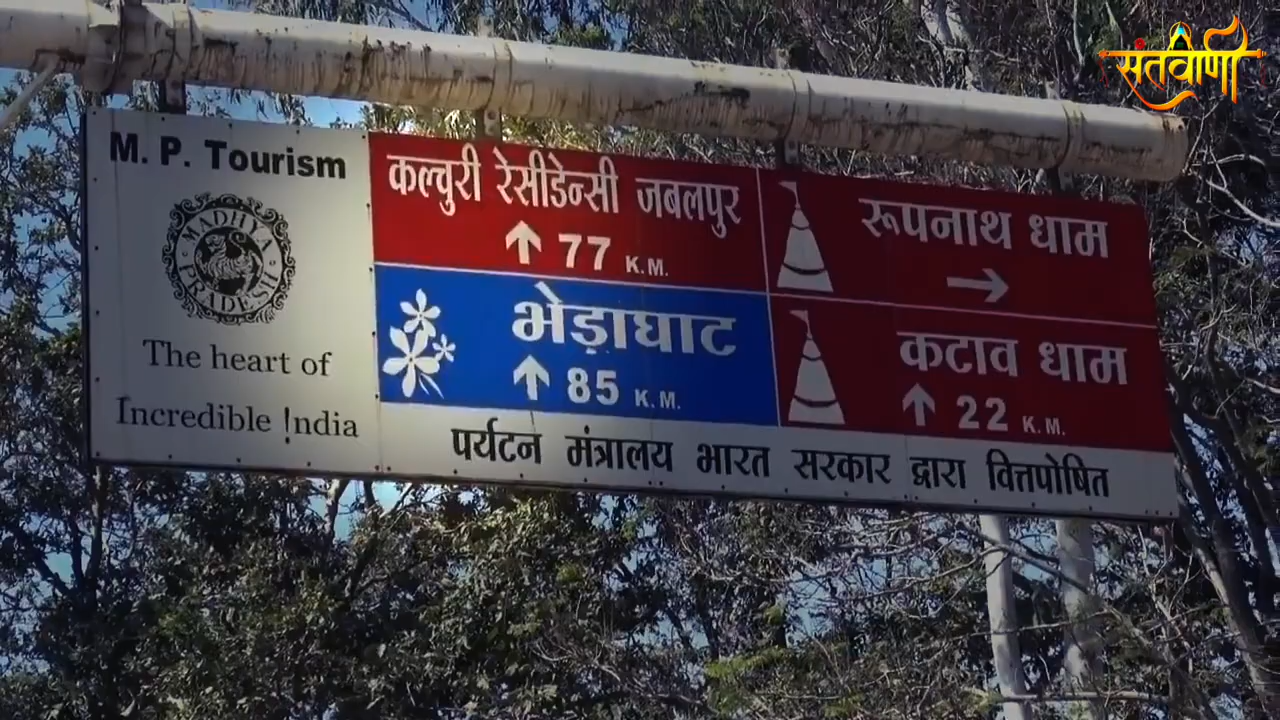 संतवाणी
M. P. Tourism
MADHYA PRADESH
The heart of
Incredible !ndia
कल्चुरी रेसीडेन्सी जबलपुर
↑ 77 K.M.
भेड़ाघाट
↑ 85 K.M.
रूपनाथ धाम
→
कटाव धाम
↑ 22 K.M.
पर्यटन मंत्रालय भारत सरकार द्वारा वित्तपोषित